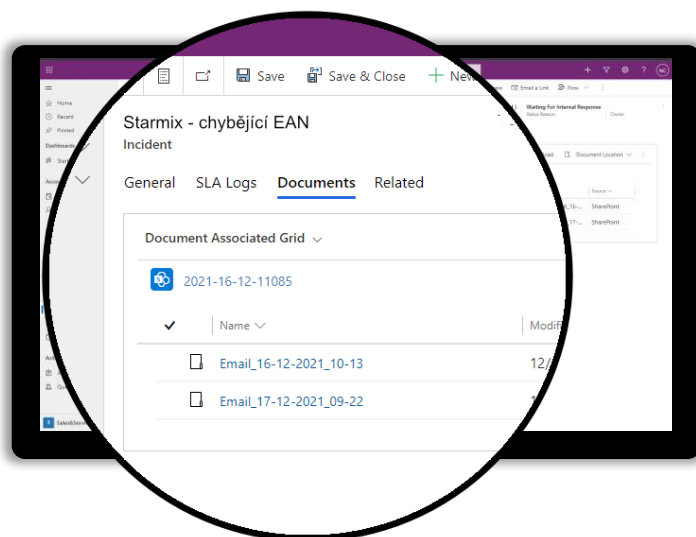 Save
Save & Close
New
Starmix - chybějící EAN
Incident
General SLA Logs Documents Related
Document Associated Grid
2021-16-12-11085
Name
Email_16-12-2021_10-13 12/
Email_17-12-2021_09-22
Home
Recent
Pinned
Dashboards
Email a Link
Flow
Waiting For Internal Response
Status Reason
Owner
Document Location
Source
SharePoint
SharePoint